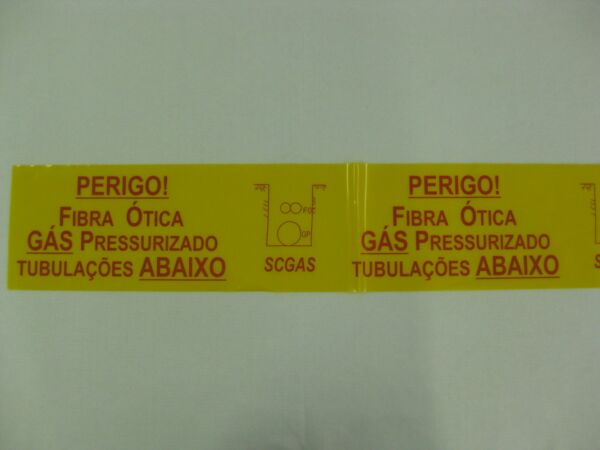 PERIGO!
FIBRA ÓTICA
GÁS PRESSURIZADO
TUBULAÇÕES ABAIXO
SCGAS
PERIGO!
FIBRA ÓTICA
GÁS PRESSURIZADO
TUBULAÇÕES ABAIXO